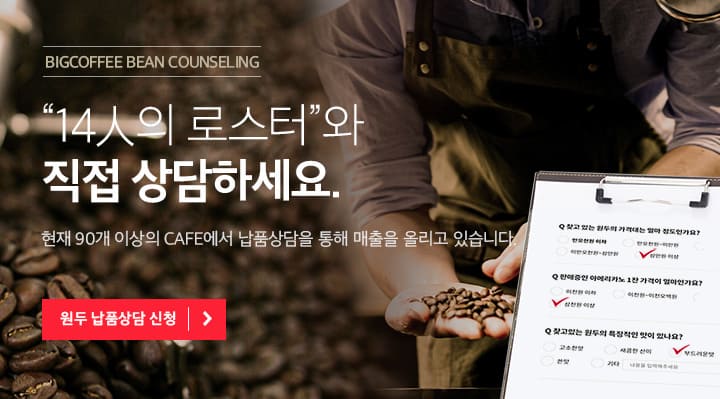 BIGCOFFEE BEAN COUNSELING
“14人의 로스터”와
직접 상담하세요.
현재 90개 이상의 CAFE에서 납품상담을 통해 매출을 올리고 있습니다.
원두 납품상담 신청
Q 찾고 있는 원두의 가격대는 얼마 정도인가요?
만오천원 이하 만오천원~이만원
이만오천원~삼만원 삼만원 이상
Q 판매중인 아메리카노 1잔 가격이 얼마인가요?
이천원 이하 이천원~이천오백원
삼천원 이상
Q 찾고있는 원두의 특징적인 맛이 있나요?
고소한맛 새콤한 산미 부드러운맛
쓴맛 기타 내용을 입력해주세요